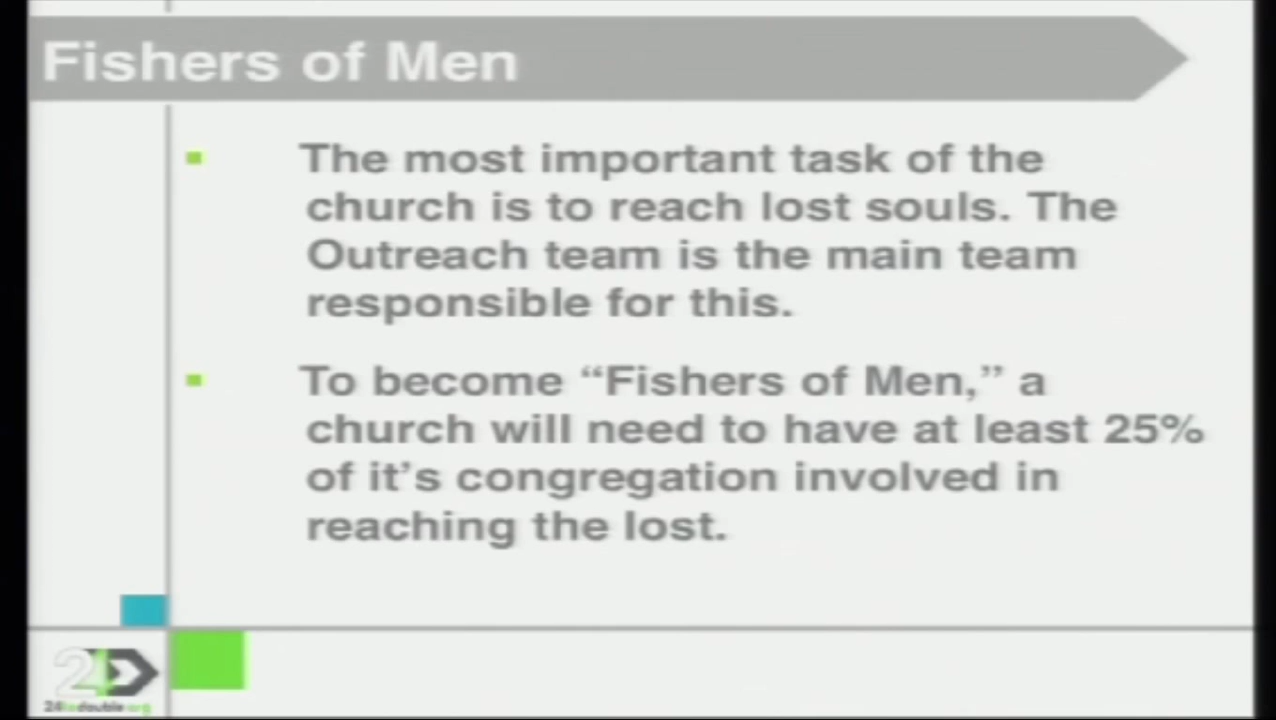 Fishers of Men
The most important task of the
church is to reach lost souls. The
Outreach team is the main team
responsible for this.
To become “Fishers of Men,” a
church will need to have at least 25%
of it’s congregation involved in
reaching the lost.
24todouble.org